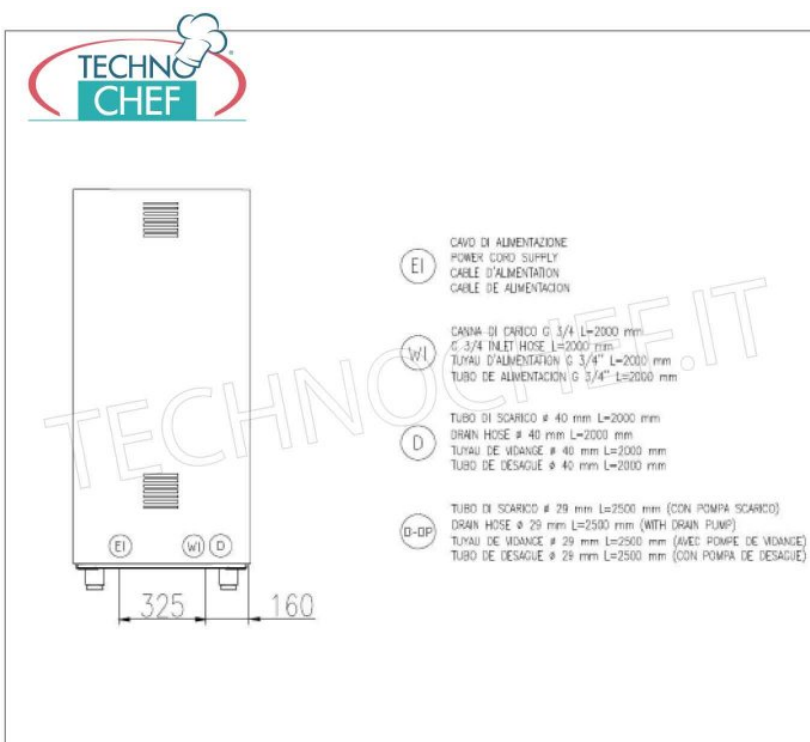 TECHNO
CHEF
CAVO DI ALIMENTAZIONE
POWER CORD SUPPLY
CABLE D'ALIMENTATION
CABLE DE ALIMENTACION
EI
CANNA DI CARICO G 3/4 L=2000 mm
G 3/4 INLET HOSE L=2000 mm
TUYAU D'ALIMENTATION G 3/4" L=2000 mm
TUBO DE ALIMENTACION G 3/4" L=2000 mm
WI
TUBO DI SCARICO ø 40 mm L=2000 mm
DRAIN HOSE ø 40 mm L=2000 mm
TUYAU DE VIDANGE ø 40 mm L=2000 mm
TUBO DE DESAGUE ø 40 mm L=2000 mm
D
TUBO DI SCARICO ø 29 mm L=2500 mm (CON POMPA SCARICO)
DRAIN HOSE ø 29 mm L=2500 mm (WITH DRAIN PUMP)
TUYAU DE VIDANGE ø 29 mm L=2500 mm (AVEC POMPE DE VIDANGE)
TUBO DE DESAGUE ø 29 mm L=2500 mm (CON POMPA DE DESAGUE)
D-DP
EI WI D
325 160
TECHNOCHEF.IT